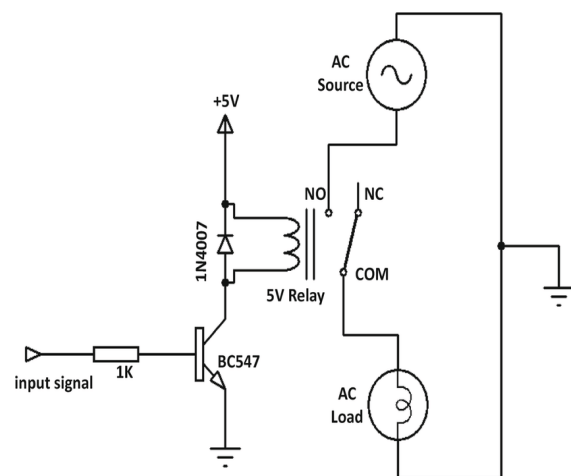 AC
Source
+5V
NO
NC
1N4007
COM
5V Relay
BC547
1K
input signal
AC
Load